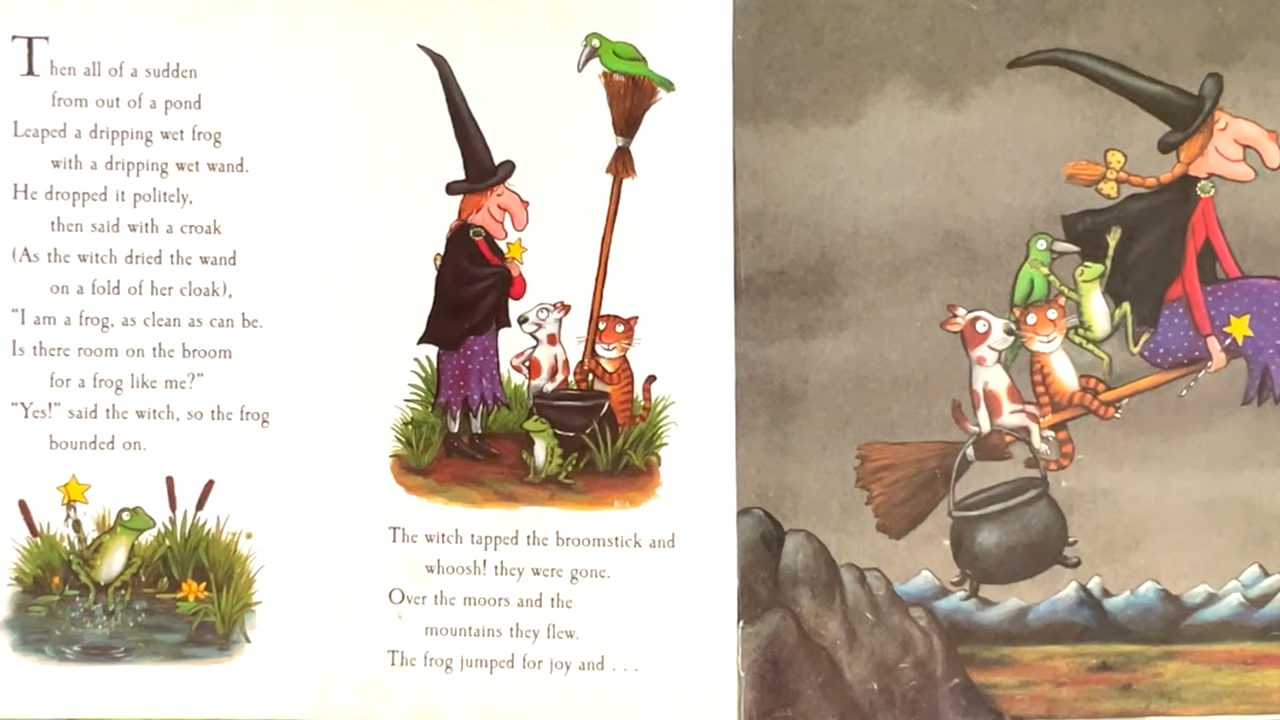 Then all of a sudden
from out of a pond
Leaped a dripping wet frog
with a dripping wet wand.
He dropped it politely,
then said with a croak
(As the witch dried the wand
on a fold of her cloak),
"I am a frog, as clean as can be.
Is there room on the broom
for a frog like me?"
"Yes!" said the witch, so the frog
bounded on.
The witch tapped the broomstick and
whoosh! they were gone.
Over the moors and the
mountains they flew.
The frog jumped for joy and . . .